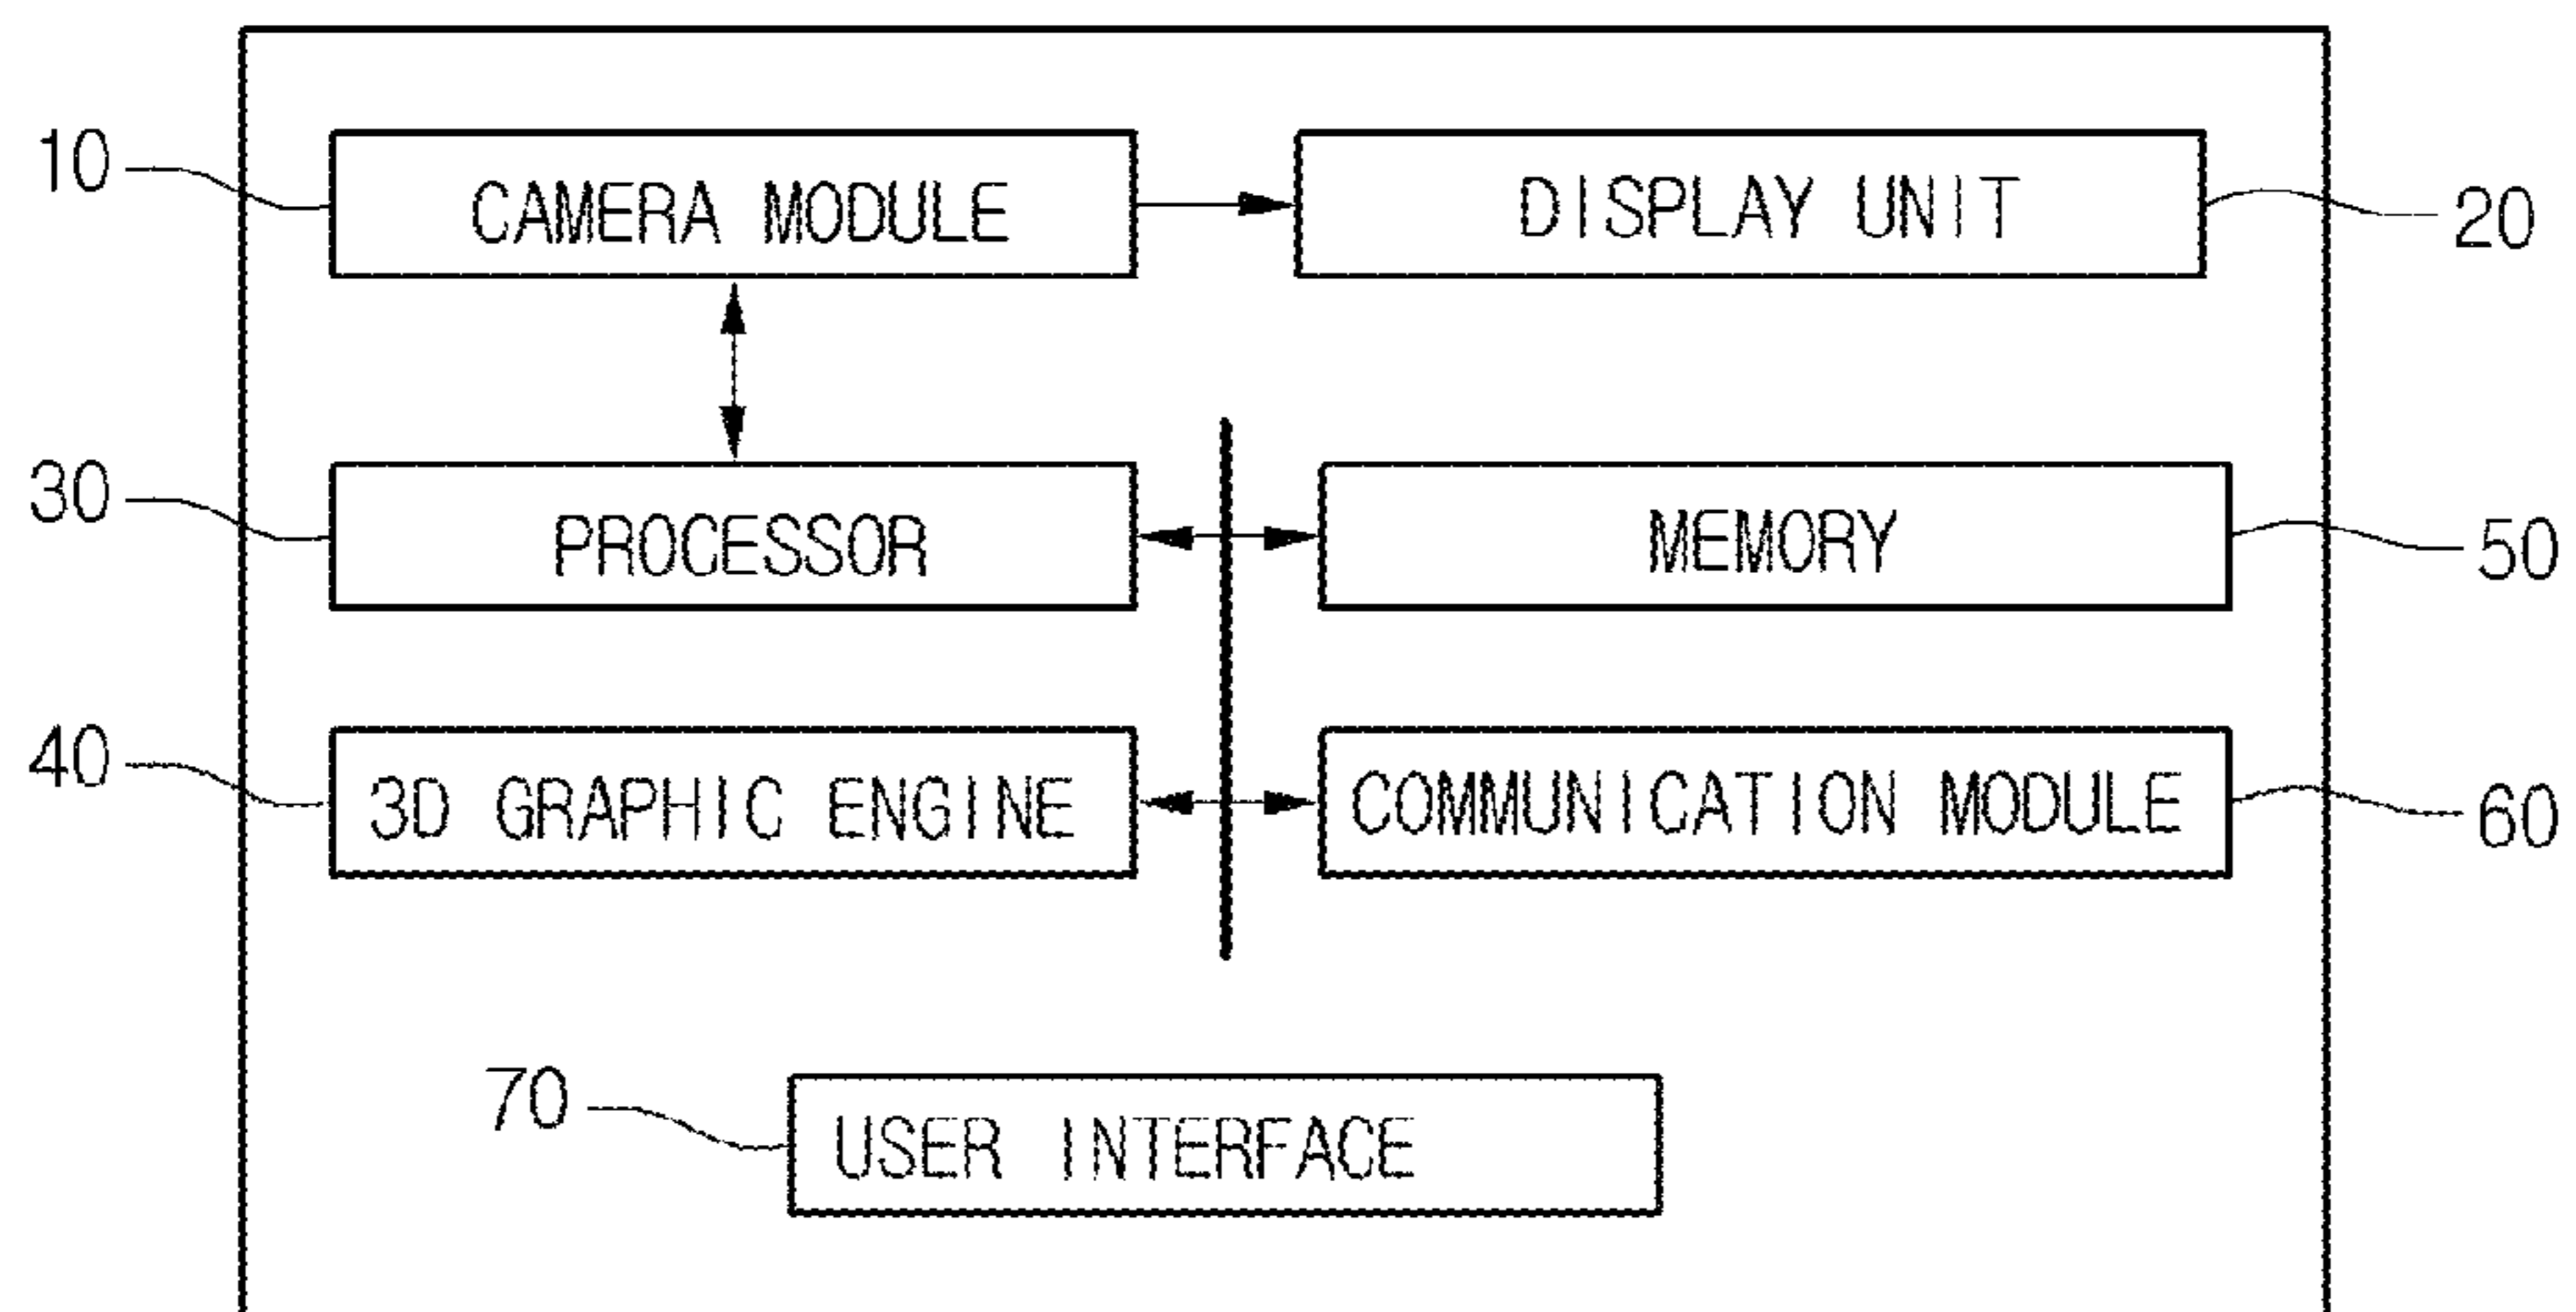 10
CAMERA MODULE
DISPLAY UNIT
20
30
PROCESSOR
MEMORY
50
40
3D GRAPHIC ENGINE
COMMUNICATION MODULE
60
70
USER INTERFACE